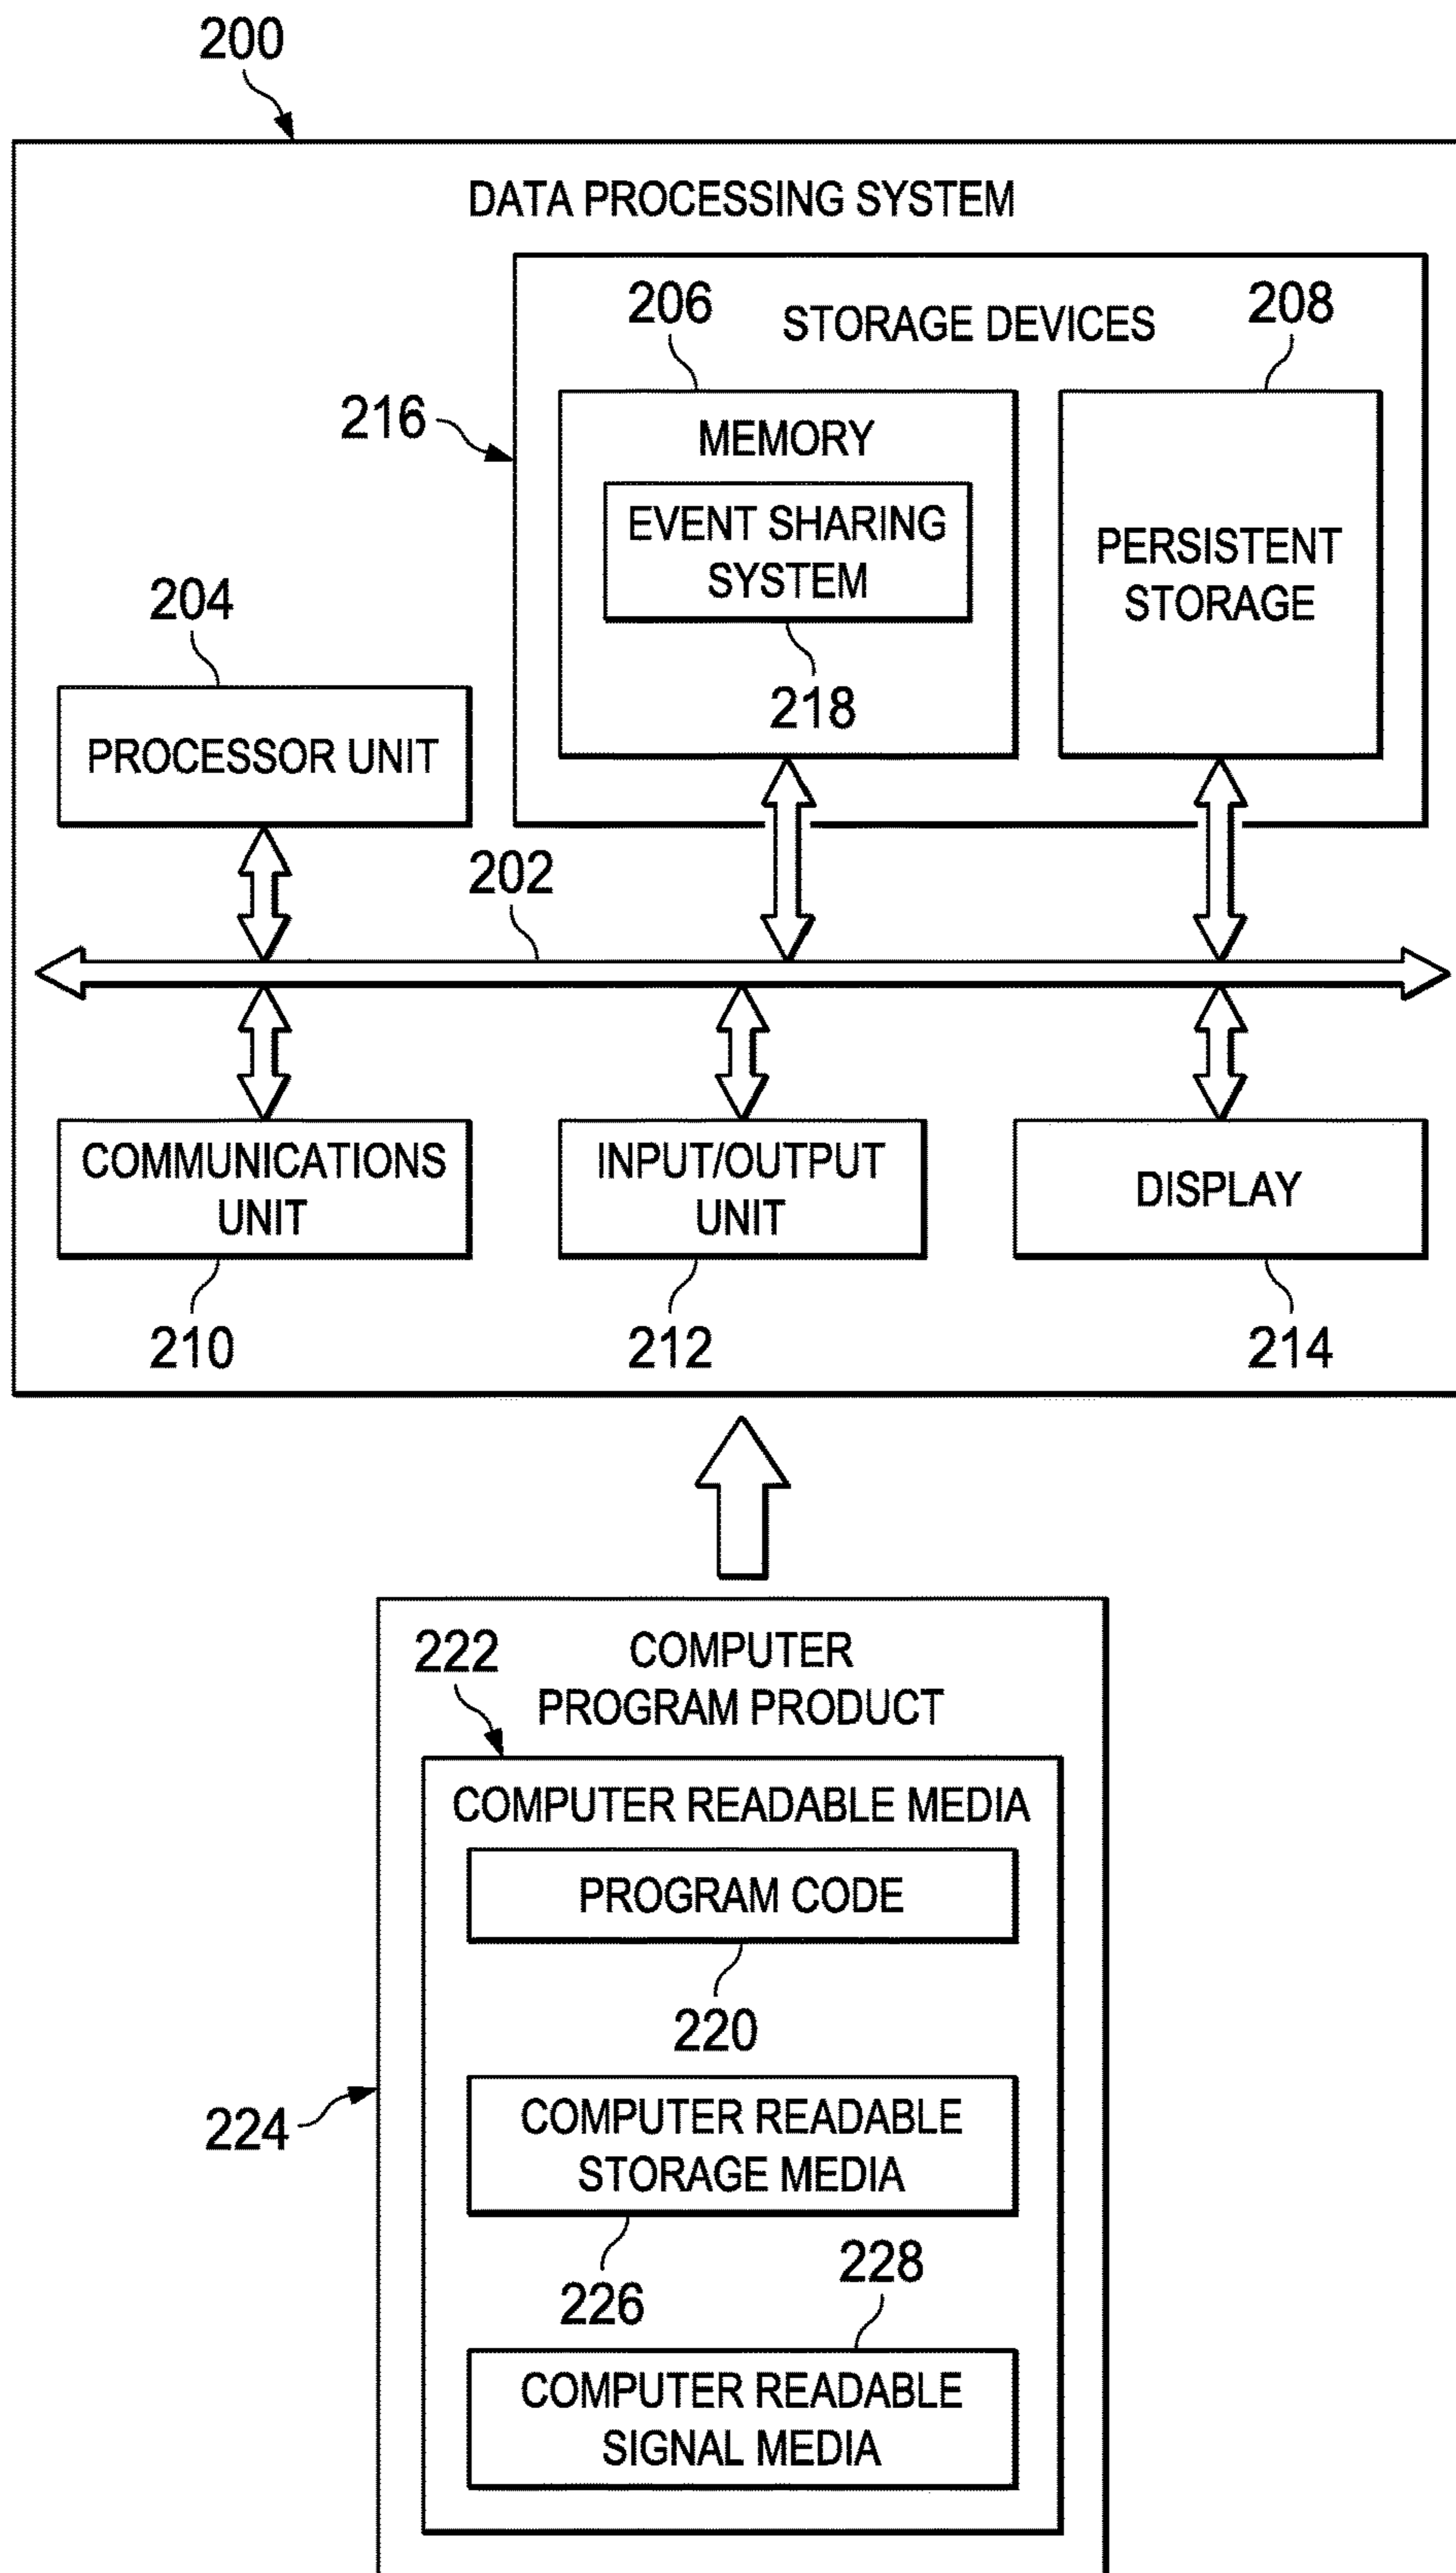 200
DATA PROCESSING SYSTEM
206
STORAGE DEVICES
208
216
MEMORY
EVENT SHARING
SYSTEM
PERSISTENT
STORAGE
204
218
PROCESSOR UNIT
202
COMMUNICATIONS
UNIT
INPUT/OUTPUT
UNIT
DISPLAY
210
212
214
222
COMPUTER
PROGRAM PRODUCT
COMPUTER READABLE MEDIA
PROGRAM CODE
220
224
COMPUTER READABLE
STORAGE MEDIA
226
228
COMPUTER READABLE
SIGNAL MEDIA